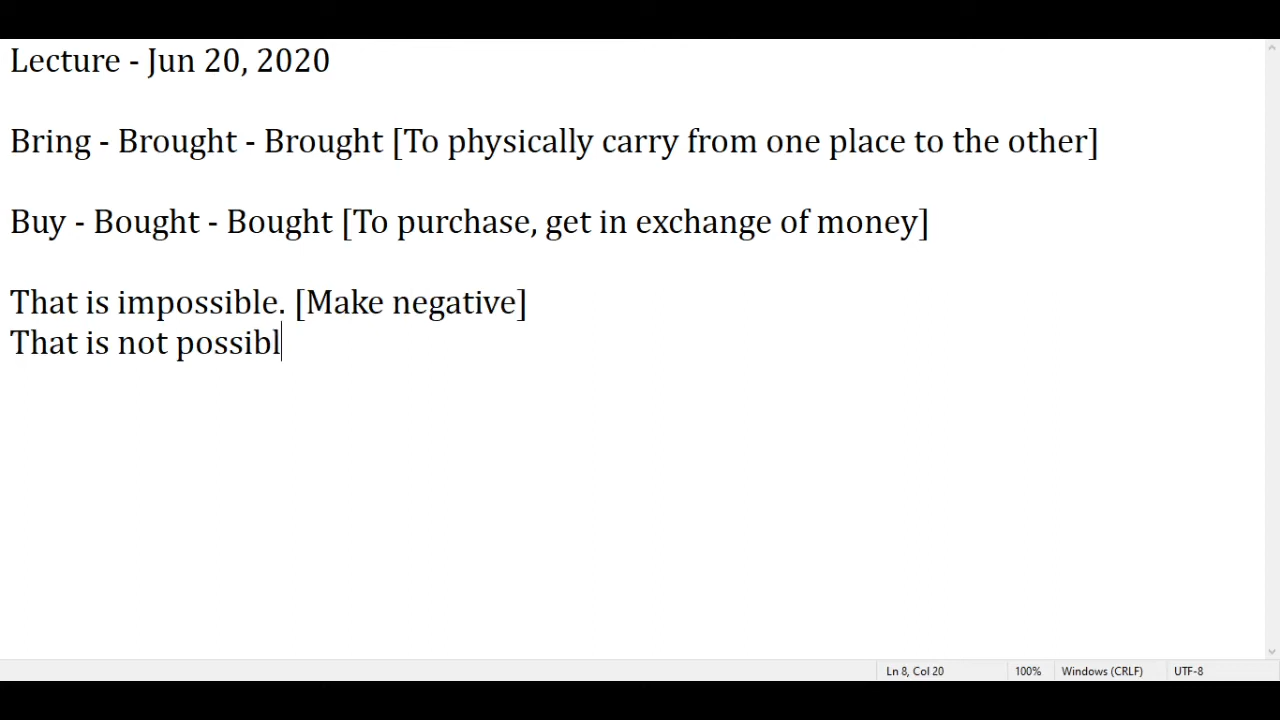 Lecture - Jun 20, 2020
Bring - Brought - Brought [To physically carry from one place to the other]
Buy - Bought - Bought [To purchase, get in exchange of money]
That is impossible. [Make negative]
That is not possibl
Ln 8, Col 20 100% Windows (CRLF) UTF-8